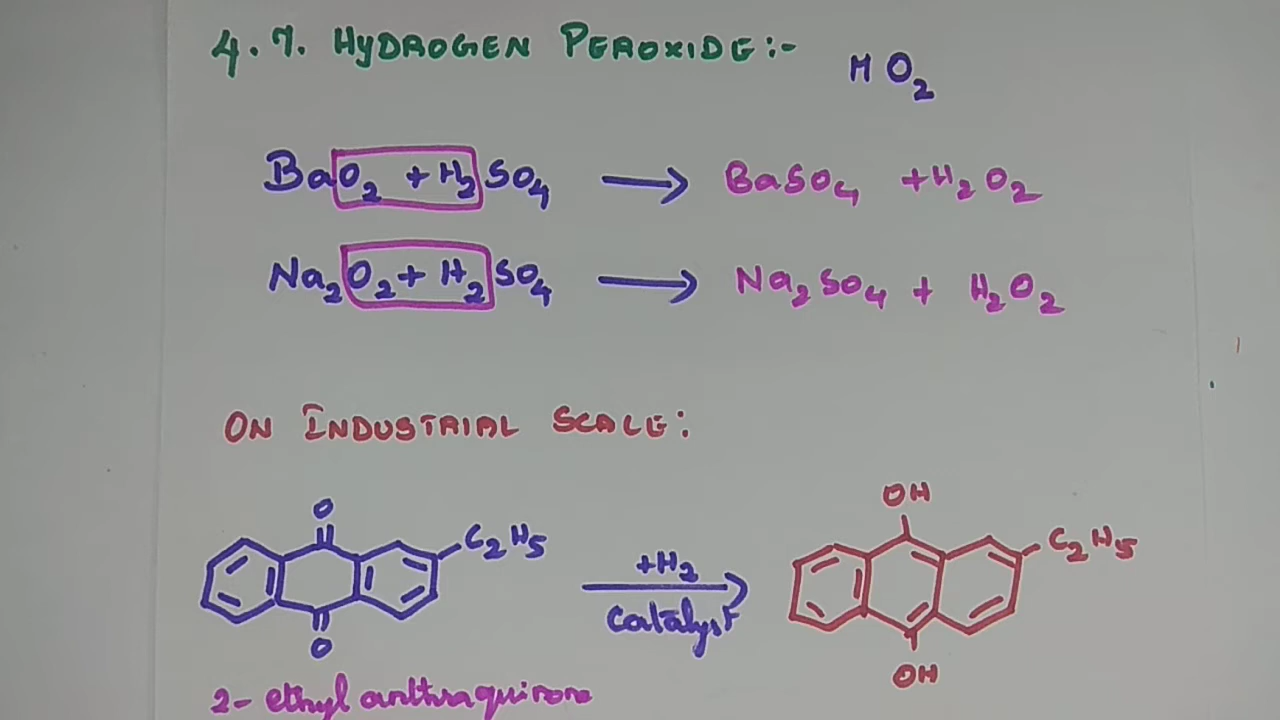 4.7. HYDROGEN PEROXIDE:-
H O₂
BaO₂ + H₂SO₄ → BaSO₄ + H₂O₂
Na₂O₂ + H₂SO₄ → Na₂SO₄ + H₂O₂
ON INDUSTRIAL SCALE:
O
C₂H₅
O
+H₂
Catalyst
OH
C₂H₅
OH
2- ethyl anthraquinone